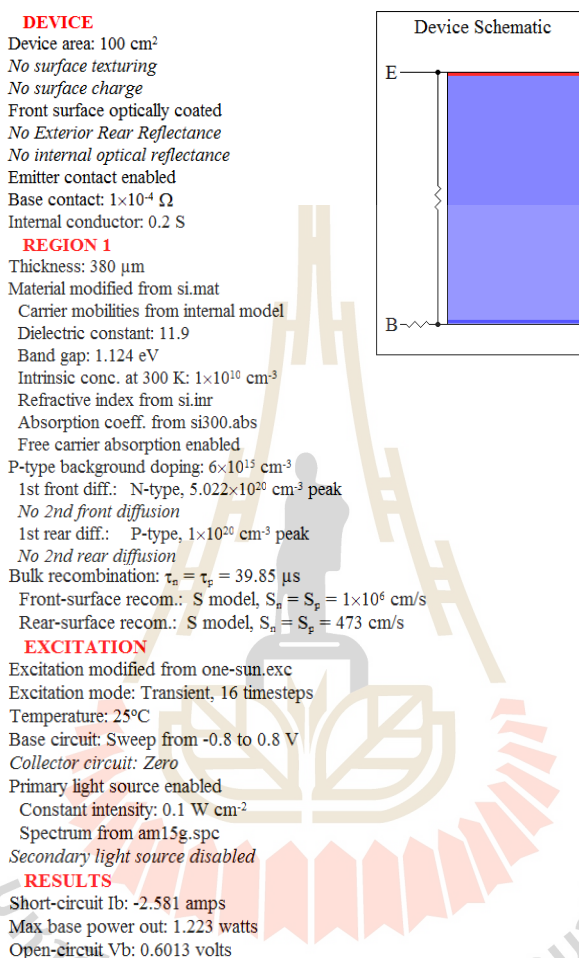 DEVICE
Device area: 100 cm²
No surface texturing
No surface charge
Front surface optically coated
No Exterior Rear Reflectance
No internal optical reflectance
Emitter contact enabled
Base contact: 1×10⁻⁴ Ω
Internal conductor: 0.2 S
REGION 1
Thickness: 380 µm
Material modified from si.mat
Carrier mobilities from internal model
Dielectric constant: 11.9
Band gap: 1.124 eV
Intrinsic conc. at 300 K: 1×10¹⁰ cm⁻³
Refractive index from si.inr
Absorption coeff. from si300.abs
Free carrier absorption enabled
P-type background doping: 6×10¹⁵ cm⁻³
1st front diff.: N-type, 5.022×10²⁰ cm⁻³ peak
No 2nd front diffusion
1st rear diff.: P-type, 1×10²⁰ cm⁻³ peak
No 2nd rear diffusion
Bulk recombination: τₙ = τₚ = 39.85 µs
Front-surface recom.: S model, Sₙ = Sₚ = 1×10⁶ cm/s
Rear-surface recom.: S model, Sₙ = Sₚ = 473 cm/s
EXCITATION
Excitation modified from one-sun.exc
Excitation mode: Transient, 16 timesteps
Temperature: 25°C
Base circuit: Sweep from -0.8 to 0.8 V
Collector circuit: Zero
Primary light source enabled
Constant intensity: 0.1 W cm⁻²
Spectrum from am15g.spc
Secondary light source disabled
RESULTS
Short-circuit Ib: -2.581 amps
Max base power out: 1.223 watts
Open-circuit Vb: 0.6013 volts
Device Schematic
E
B